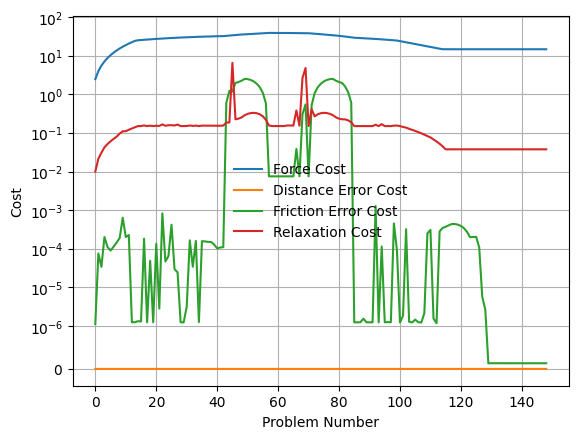 10²
10¹
10⁰
10⁻¹
10⁻²
10⁻³
10⁻⁴
10⁻⁵
10⁻⁶
0
Cost
Force Cost
Distance Error Cost
Friction Error Cost
Relaxation Cost
0 20 40 60 80 100 120 140
Problem Number